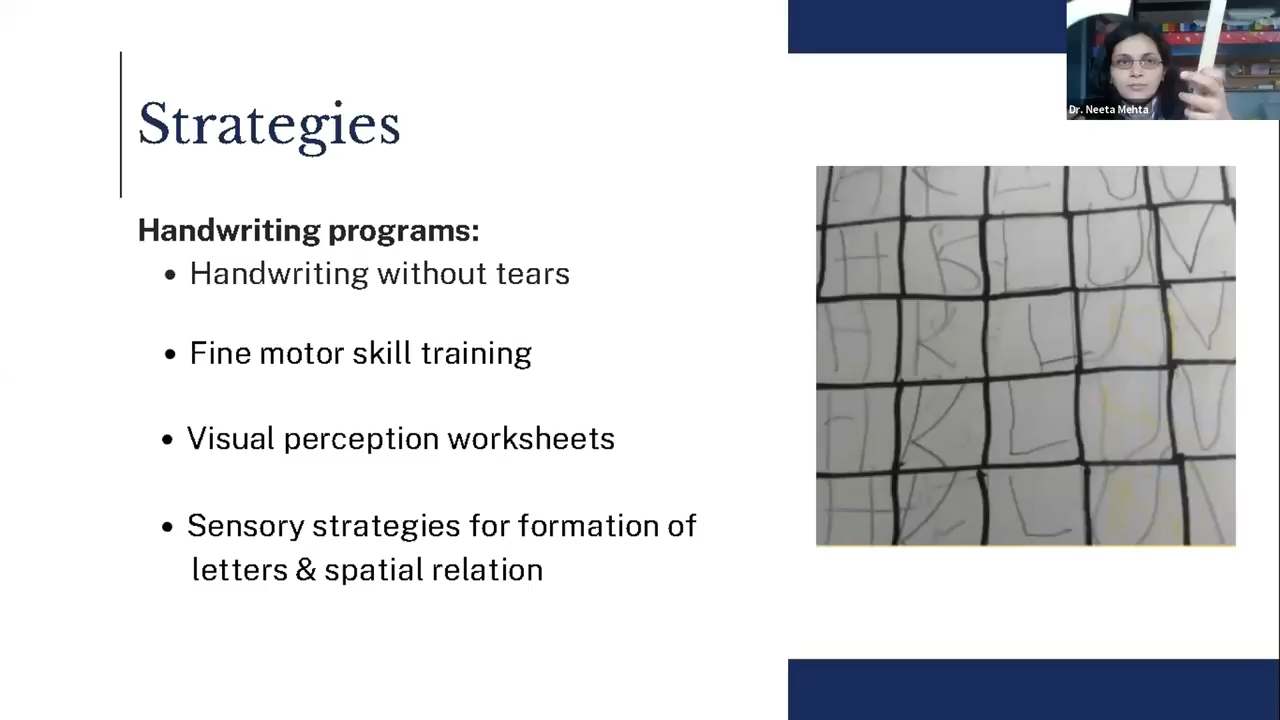 Strategies
Dr. Neeta Mehta
Handwriting programs:
• Handwriting without tears
• Fine motor skill training
• Visual perception worksheets
• Sensory strategies for formation of
letters & spatial relation
H K L U V
H K L U V
H K L U V
H K L U V
H K L U V